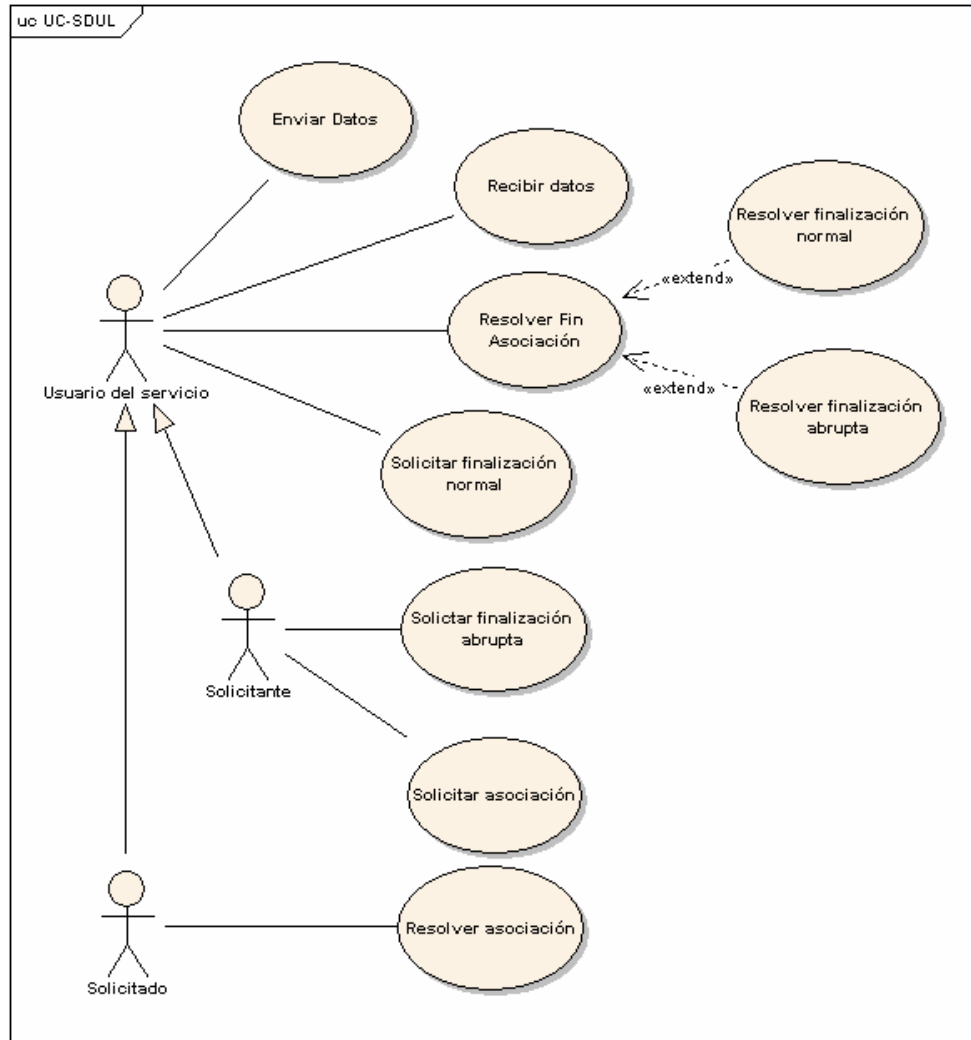 uc UC-SDUL
Enviar Datos
Recibir datos
Resolver finalización
normal
«extend»
Resolver Fin
Asociación
Usuario del servicio
«extend»
Resolver finalización
abrupta
Solicitar finalización
normal
Solictar finalización
abrupta
Solicitante
Solicitar asociación
Resolver asociación
Solicitado